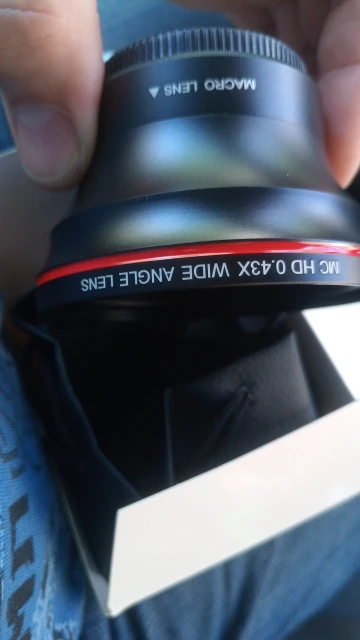 MACRO LENS ▲
MC HD 0.43X WIDE ANGLE LENS